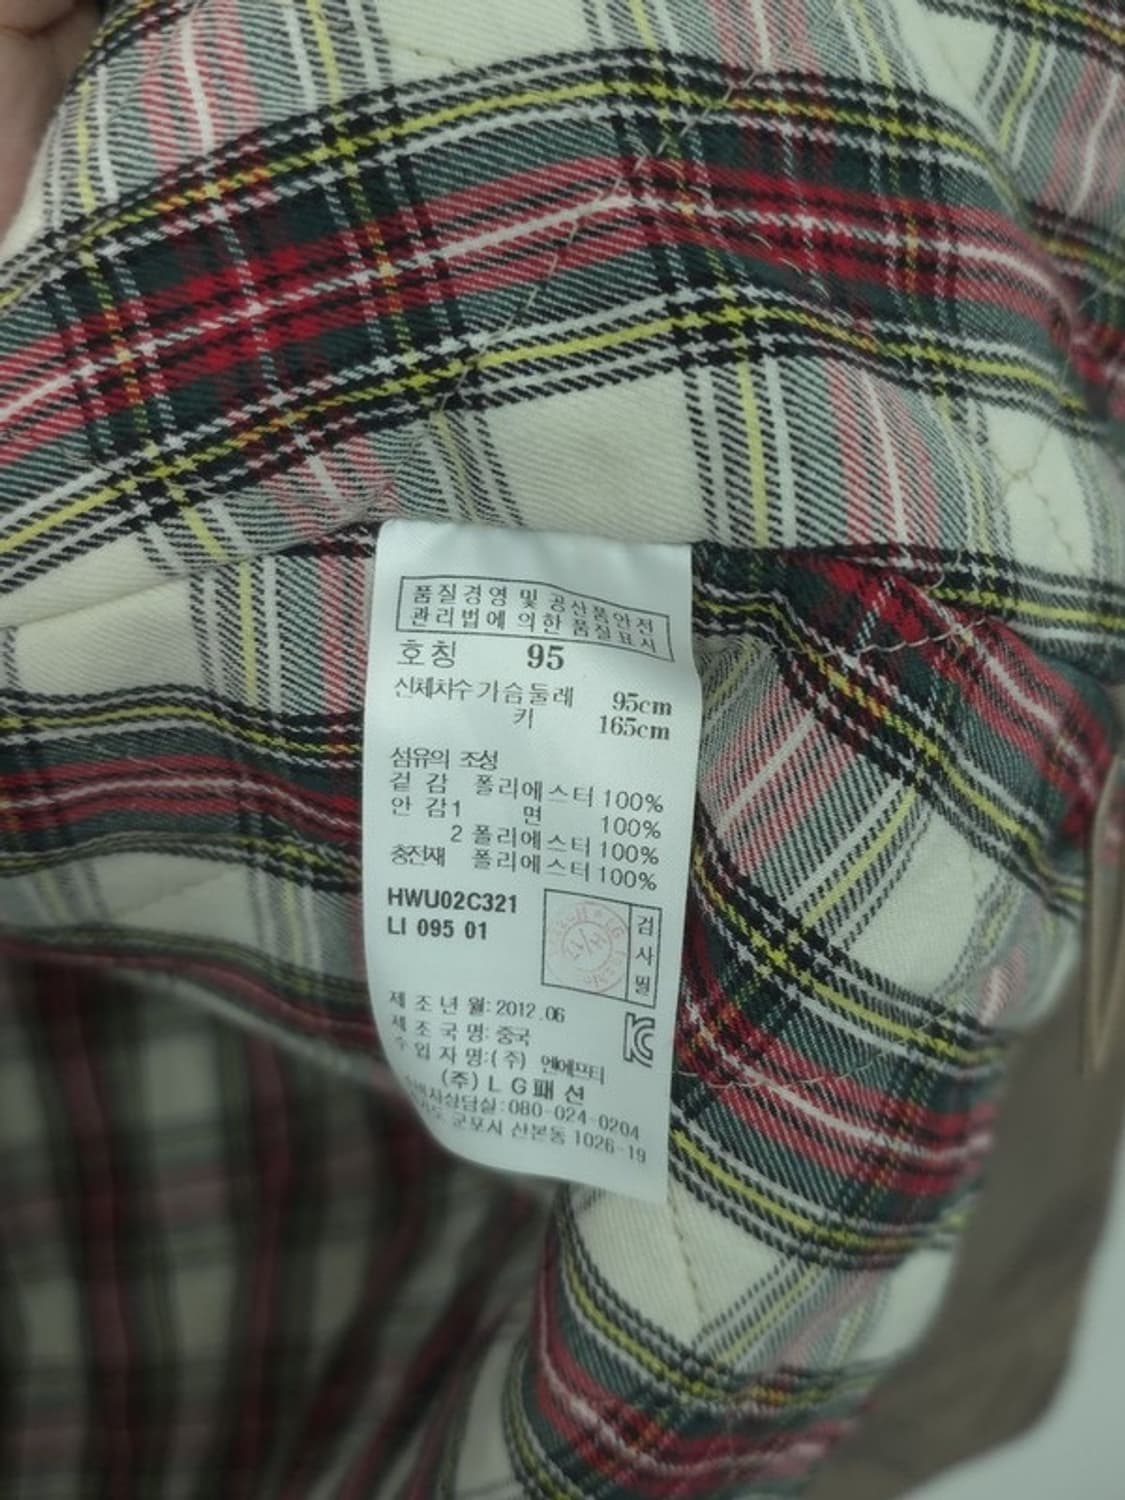 품질경영 및 공산품안전
관리법에 의한 품질표시
호칭 95
신체치수 가슴둘레 95cm
키 165cm
섬유의 조성
겉감 폴리에스터 100%
안감1 면 100%
2 폴리에스터 100%
충전재 폴리에스터 100%
HWU02C321
LI 095 01
검사필
제조년월: 2012.06
제조국명: 중국
수입자명:(주) 엔에프티
(주) LG패션
상담실: 080-024-0204
군포시 산본동 1026-19